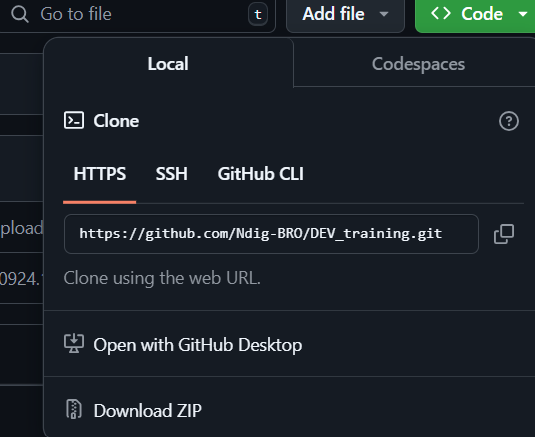 Go to file t Add file <> Code
Local Codespaces
Clone
HTTPS SSH GitHub CLI
https://github.com/Ndig-BRO/DEV_training.git
Clone using the web URL.
pload
0924.
Open with GitHub Desktop
Download ZIP